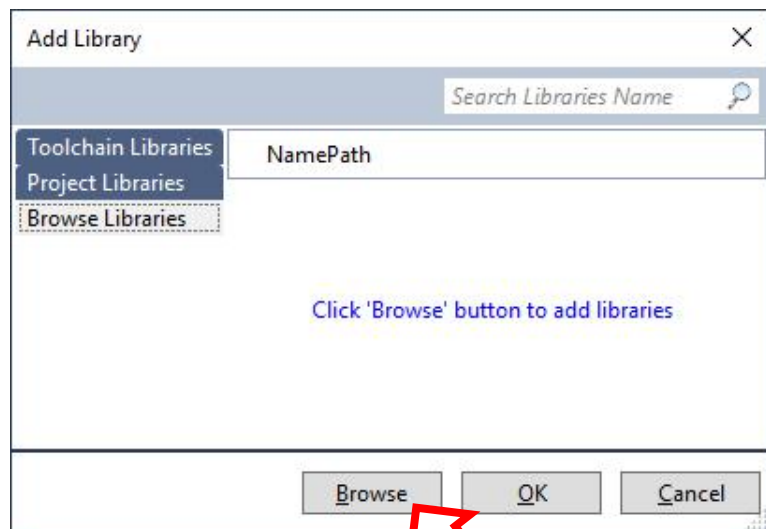 Add Library
Search Libraries Name
Toolchain Libraries
NamePath
Project Libraries
Browse Libraries
Click 'Browse' button to add libraries
Browse OK Cancel